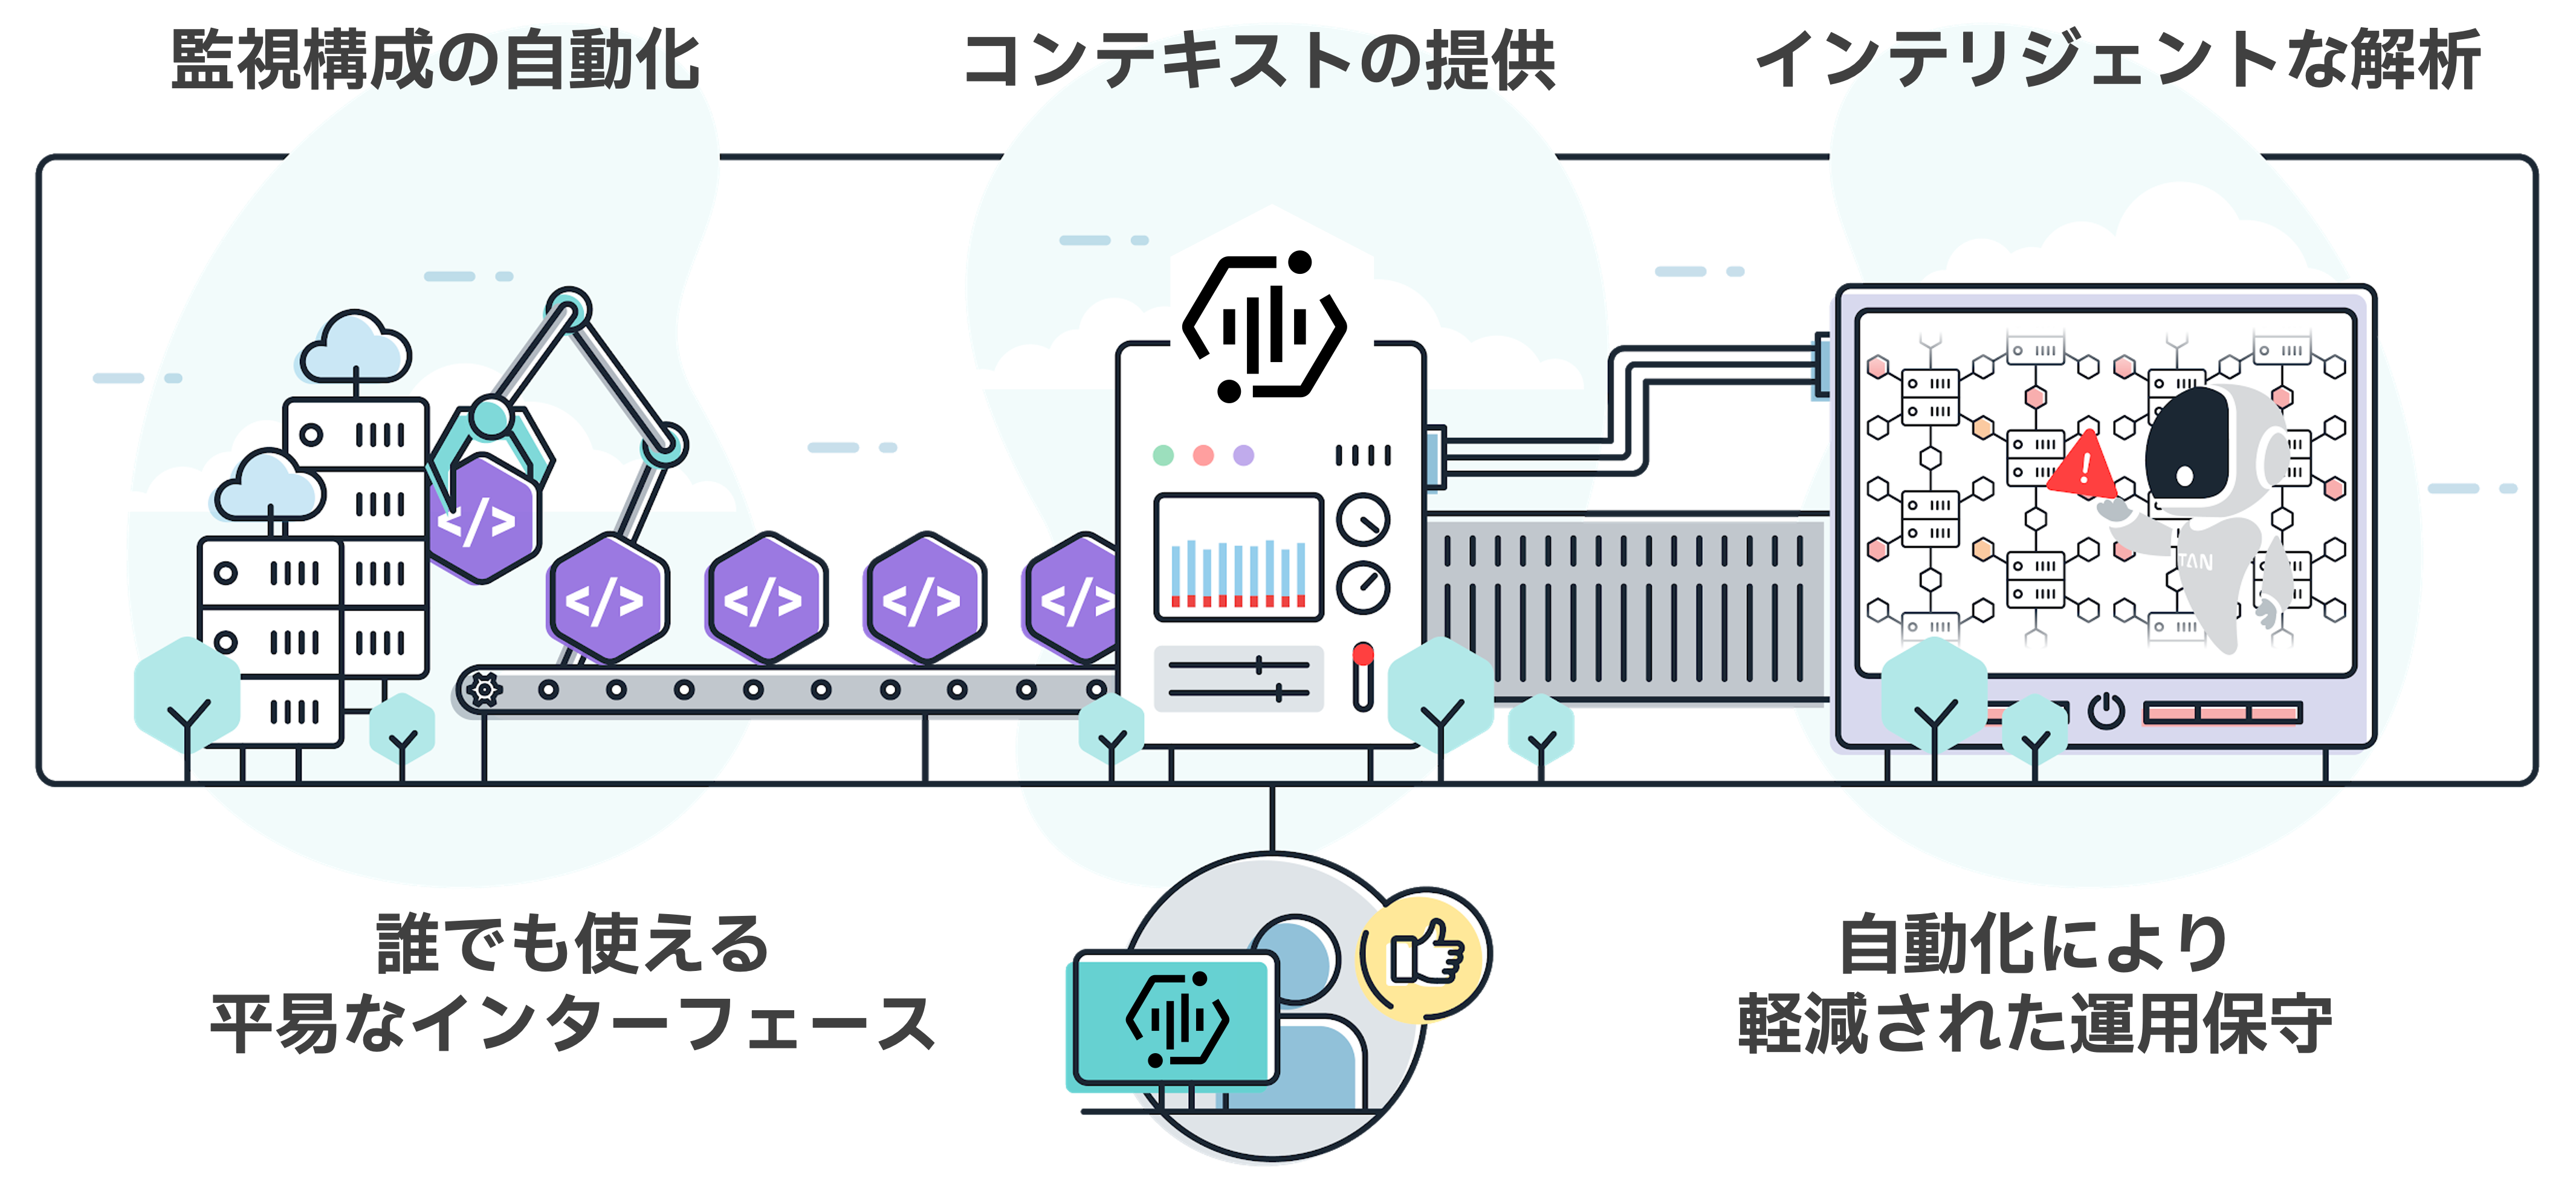 監視構成の自動化
コンテキストの提供
インテリジェントな解析
</>
</>
</>
</>
</>
!
TAN
誰でも使える
平易なインターフェース
自動化により
軽減された運用保守